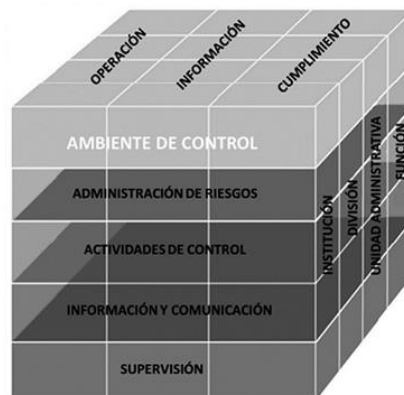 OPERACIÓN
INFORMACIÓN
CUMPLIMIENTO
AMBIENTE DE CONTROL
ADMINISTRACIÓN DE RIESGOS
ACTIVIDADES DE CONTROL
INFORMACIÓN Y COMUNICACIÓN
SUPERVISIÓN
INSTITUCIÓN
DIVISIÓN
UNIDAD ADMINISTRATIVA
FUNCIÓN